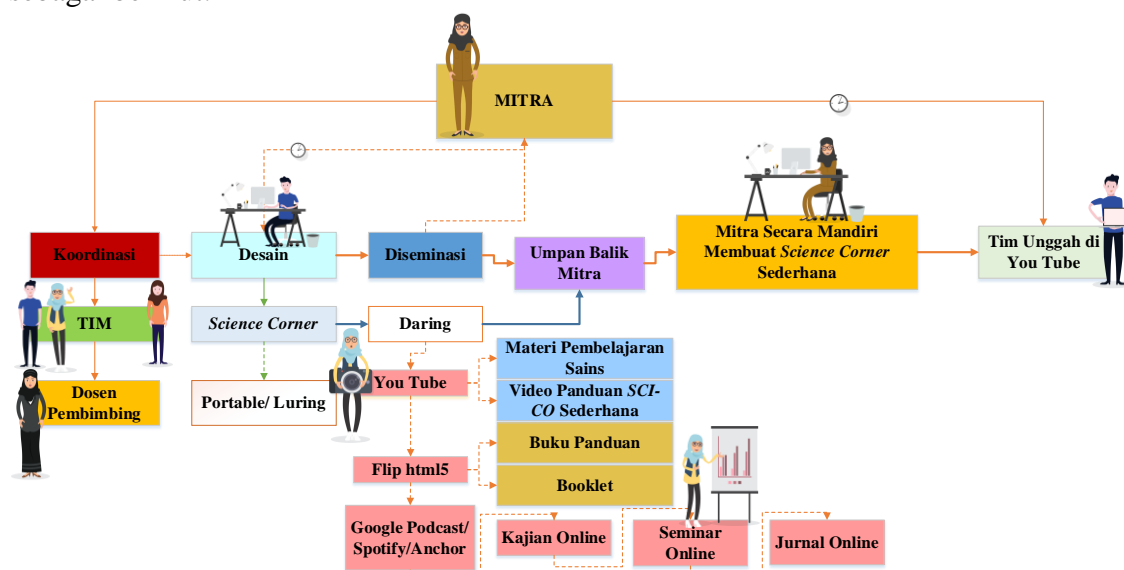 MITRA
Koordinasi
Desain
Diseminasi
Umpan Balik
Mitra
Mitra Secara Mandiri
Membuat Science Corner
Sederhana
Tim Unggah di
You Tube
TIM
Science Corner
Daring
Dosen
Pembimbing
Portable/ Luring
You Tube
Materi Pembelajaran
Sains
Video Panduan SCI-
CO Sederhana
Flip html5
Buku Panduan
Booklet
Google Podcast/
Spotify/Anchor
Kajian Online
Seminar
Online
Jurnal Online